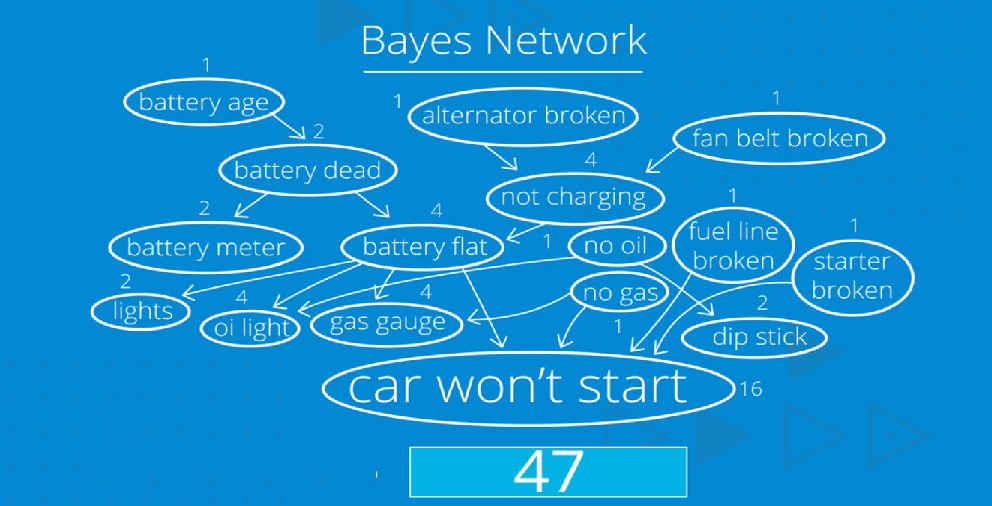 Bayes Network
1
battery age
1
alternator broken
1
fan belt broken
2
battery dead
4
not charging
2
battery meter
4
battery flat
1
no oil
1
fuel line
broken
1
starter
broken
2
lights
4
oi light
4
gas gauge
no gas
1
2
dip stick
car won't start
16
47